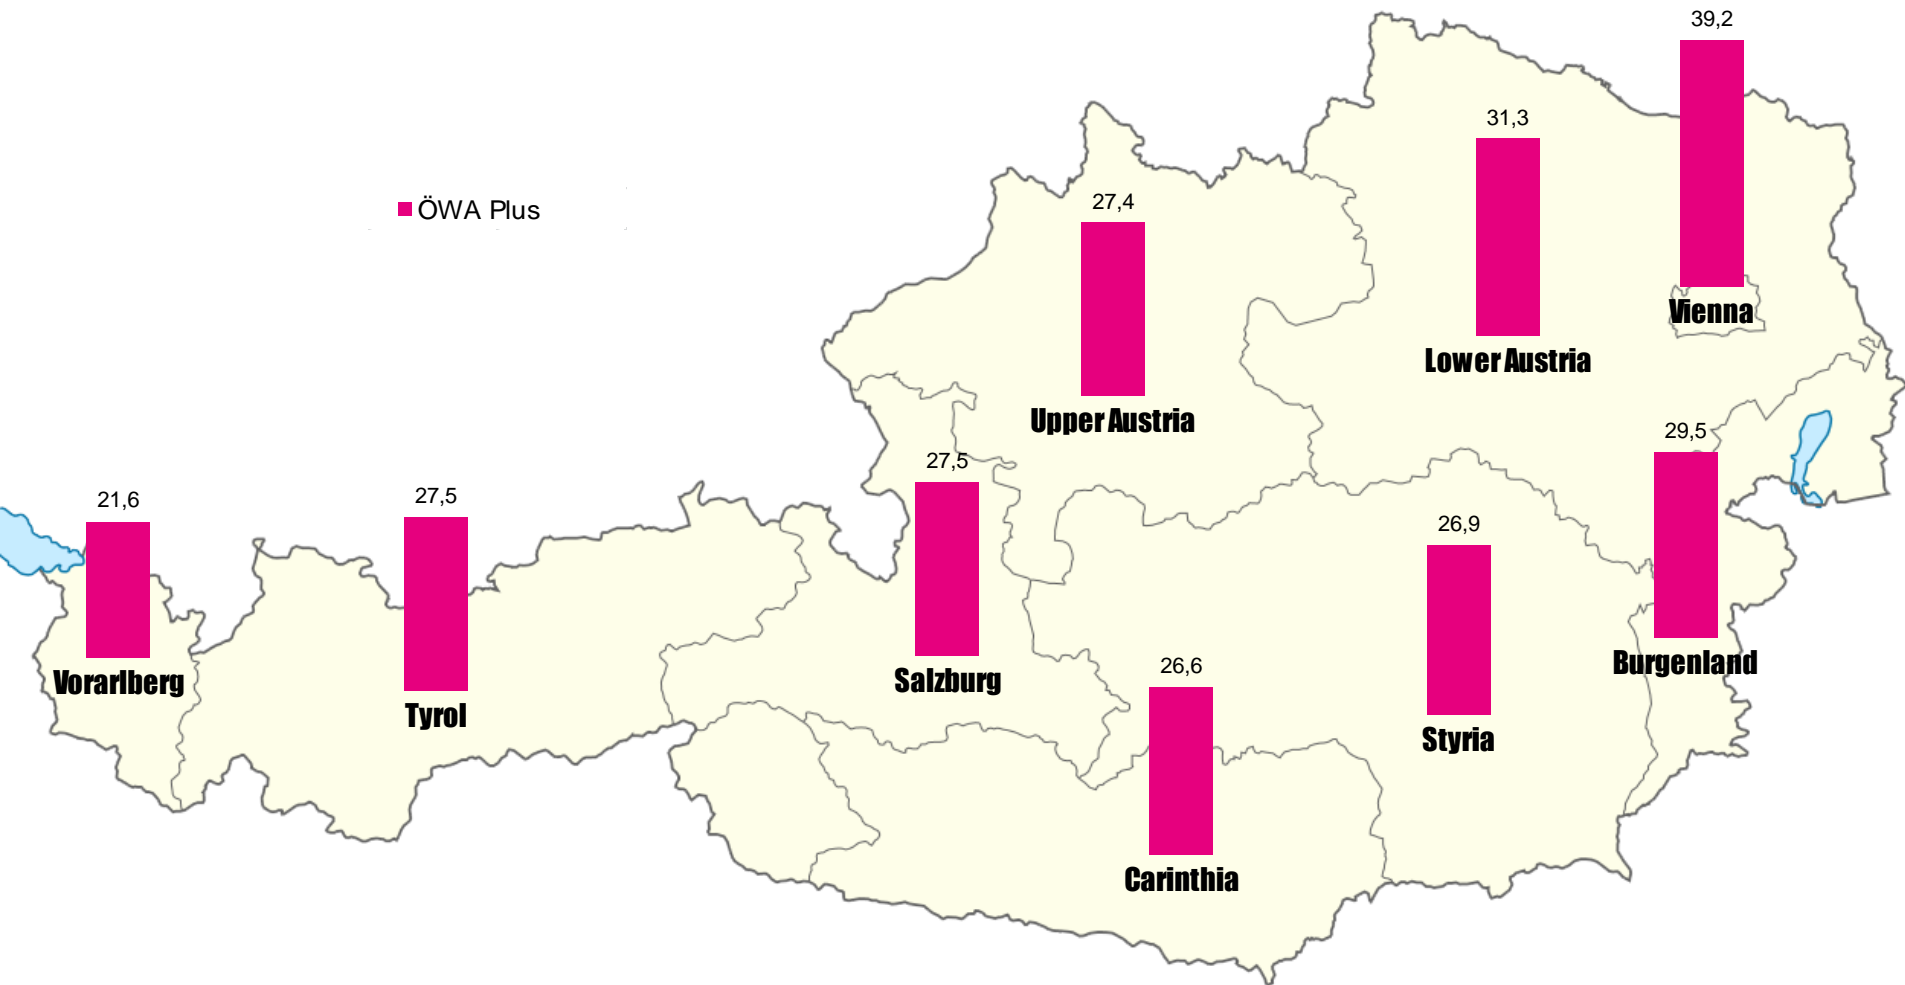 39,2
31,3
27,4
ÖWA Plus
Vienna
Lower Austria
Upper Austria
29,5
27,5
21,6
27,5
26,9
Burgenland
Vorarlberg
Salzburg
26,6
Tyrol
Styria
Carinthia